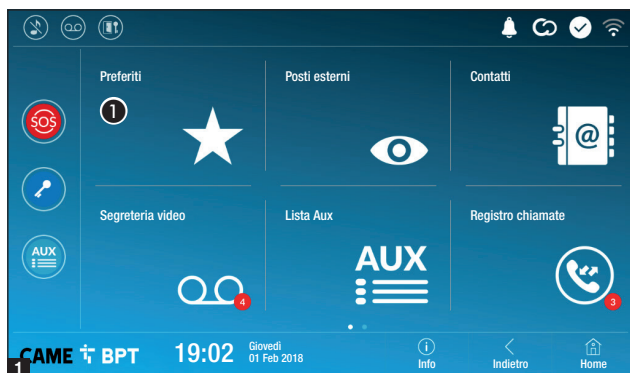 Preferiti
Posti esterni
Contatti
1
@
SOS
Segreteria video
Lista Aux
Registro chiamate
AUX
AUX
4
3
CAME BPT
19:02
Giovedì
01 Feb 2018
Info
Indietro
Home
1